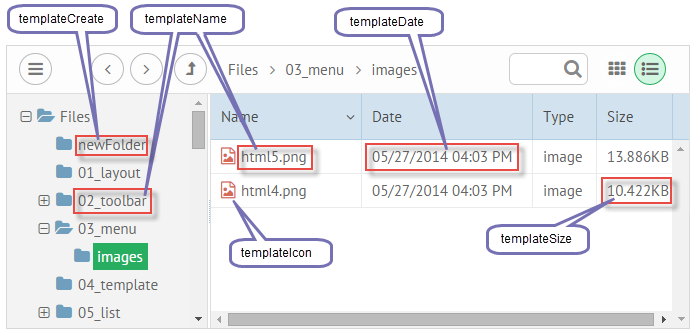 templateCreate
templateName
templateDate
Files > 03_menu > images
Files
newFolder
01_layout
02_toolbar
03_menu
images
04_template
05_list
Name Date Type Size
html5.png 05/27/2014 04:03 PM image 13.886KB
html4.png 05/27/2014 04:03 PM image 10.422KB
templateIcon
templateSize